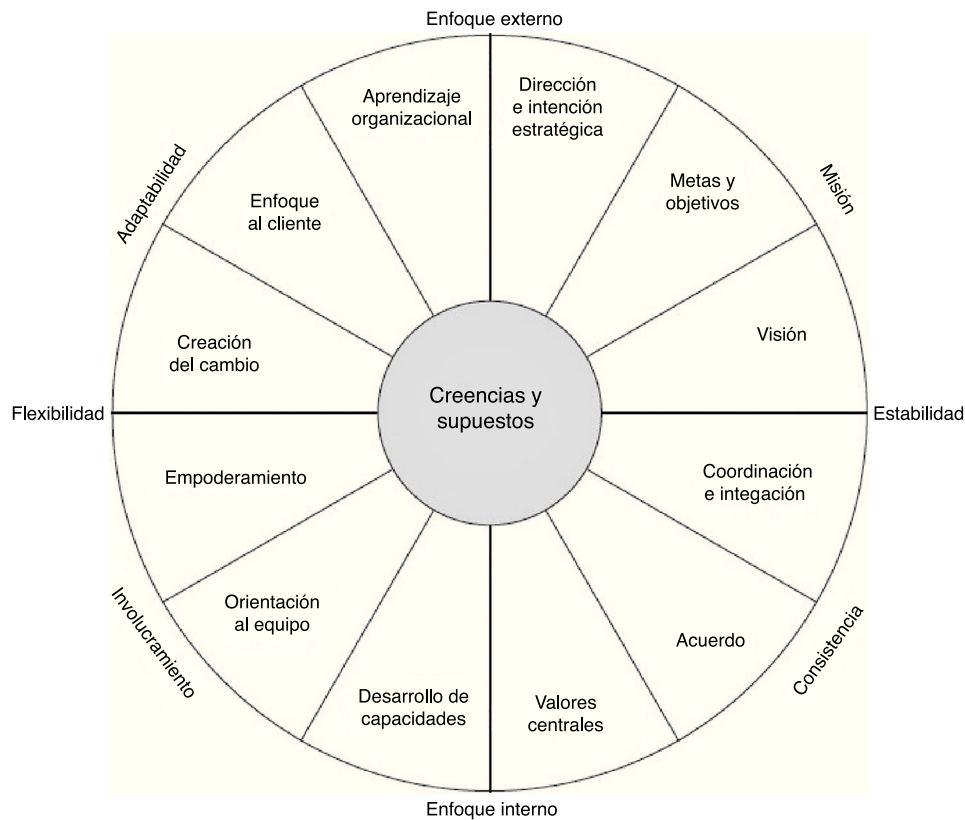 Enfoque externo
Aprendizaje
organizacional
Dirección
e intención
estratégica
Adaptabilidad
Enfoque
al cliente
Metas y
objetivos
Misión
Creación
del cambio
Visión
Flexibilidad
Creencias y
supuestos
Estabilidad
Empoderamiento
Coordinación
e integación
Involucramiento
Orientación
al equipo
Acuerdo
Consistencia
Desarrollo de
capacidades
Valores
centrales
Enfoque interno